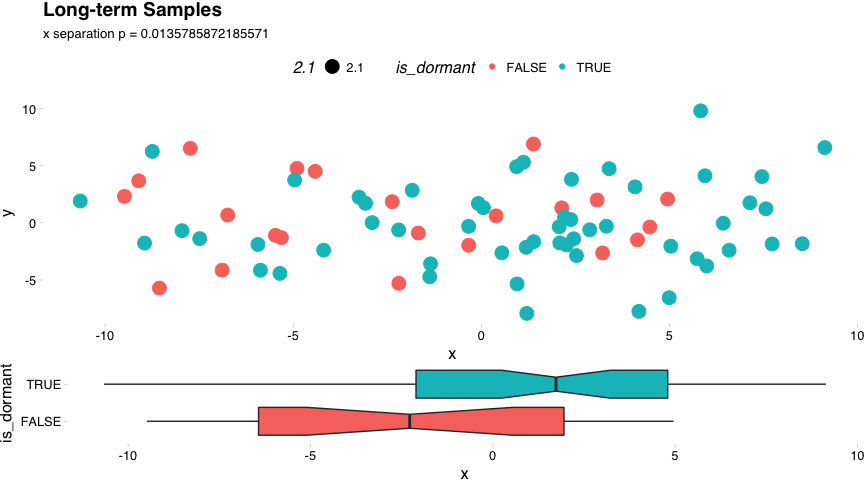 Long-term Samples
x separation p = 0.0135785872185571
2.1 2.1 is_dormant FALSE TRUE
10
5
0
-5
y
-10 -5 0 5 10
x
is_dormant
TRUE
FALSE
-10 -5 0 5 10
x